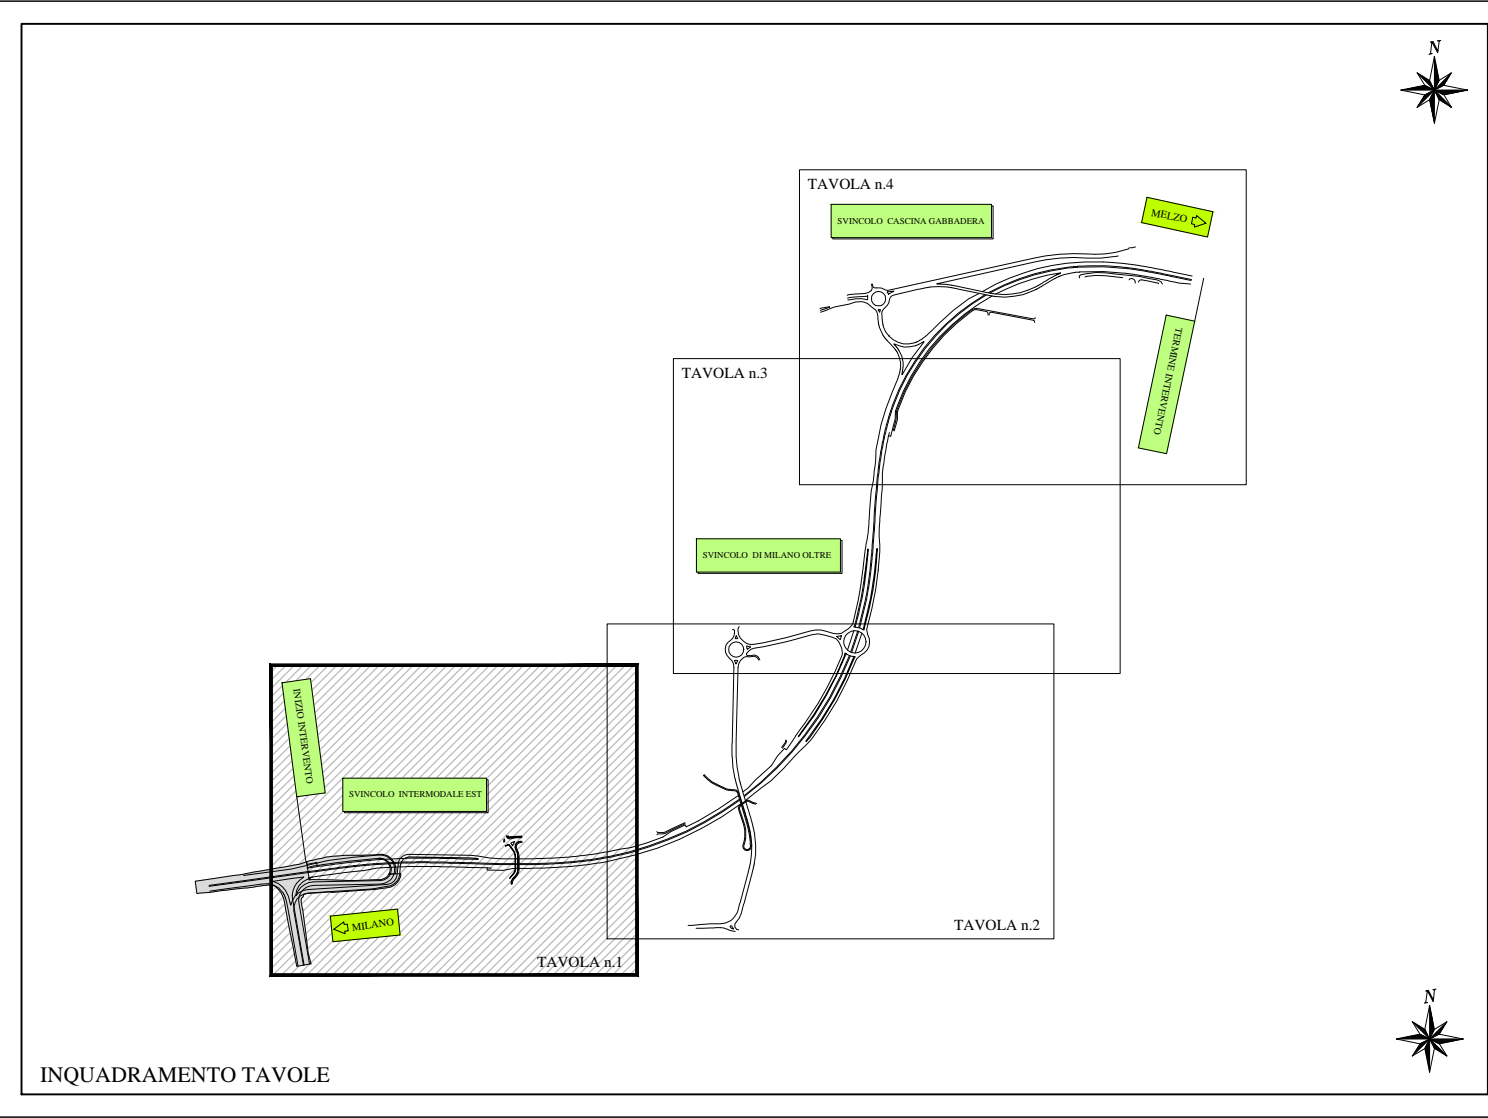 N
TAVOLA n.4
SVINCOLO CASCINA GABBADERA
MELZO
TERMINE INTERVENTO
TAVOLA n.3
SVINCOLO DI MILANO OLTRE
INIZIO INTERVENTO
SVINCOLO INTERMODALE EST
MILANO
TAVOLA n.2
TAVOLA n.1
N
INQUADRAMENTO TAVOLE